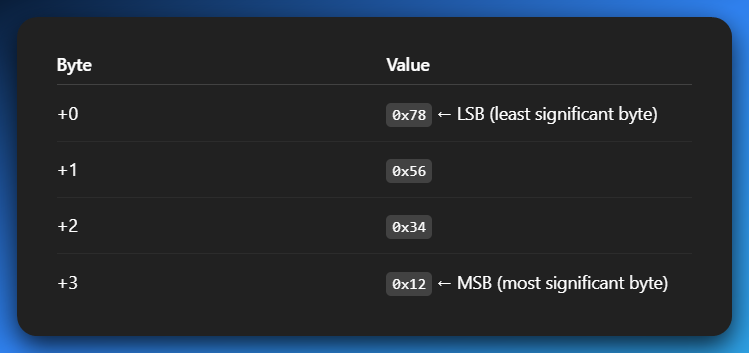 Byte Value
+0 0x78 ← LSB (least significant byte)
+1 0x56
+2 0x34
+3 0x12 ← MSB (most significant byte)